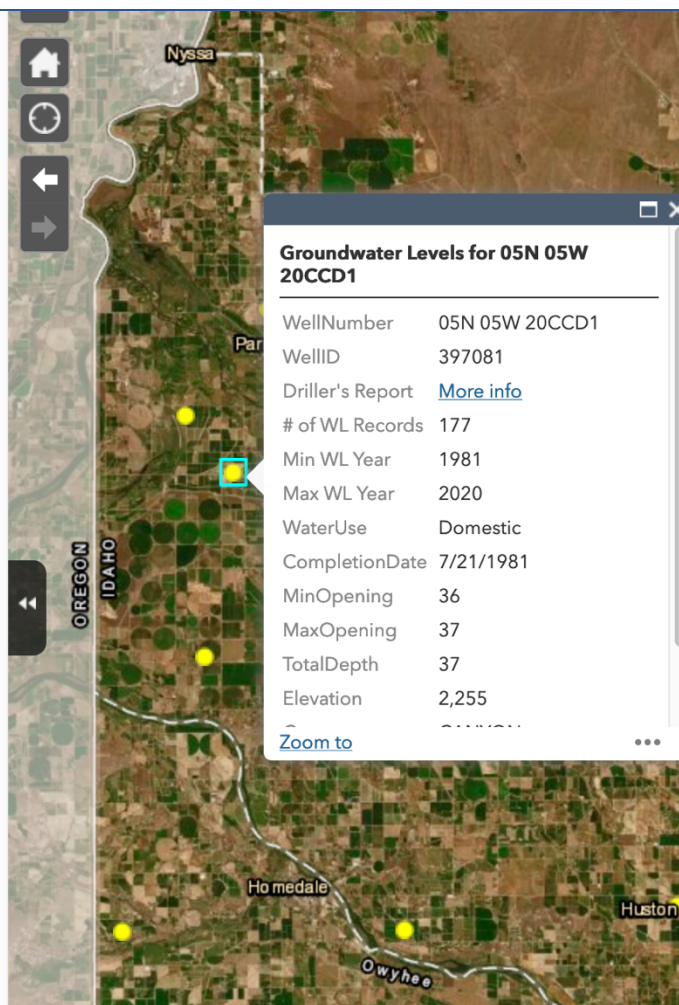 Nyssa
Groundwater Levels for 05N 05W
20CCD1
WellNumber 05N 05W 20CCD1
WellID 397081
Driller's Report More info
# of WL Records 177
Min WL Year 1981
Max WL Year 2020
WaterUse Domestic
CompletionDate 7/21/1981
MinOpening 36
MaxOpening 37
TotalDepth 37
Elevation 2,255
Zoom to
Par
OREGON
IDAHO
Homedale
Huston
Owyhee